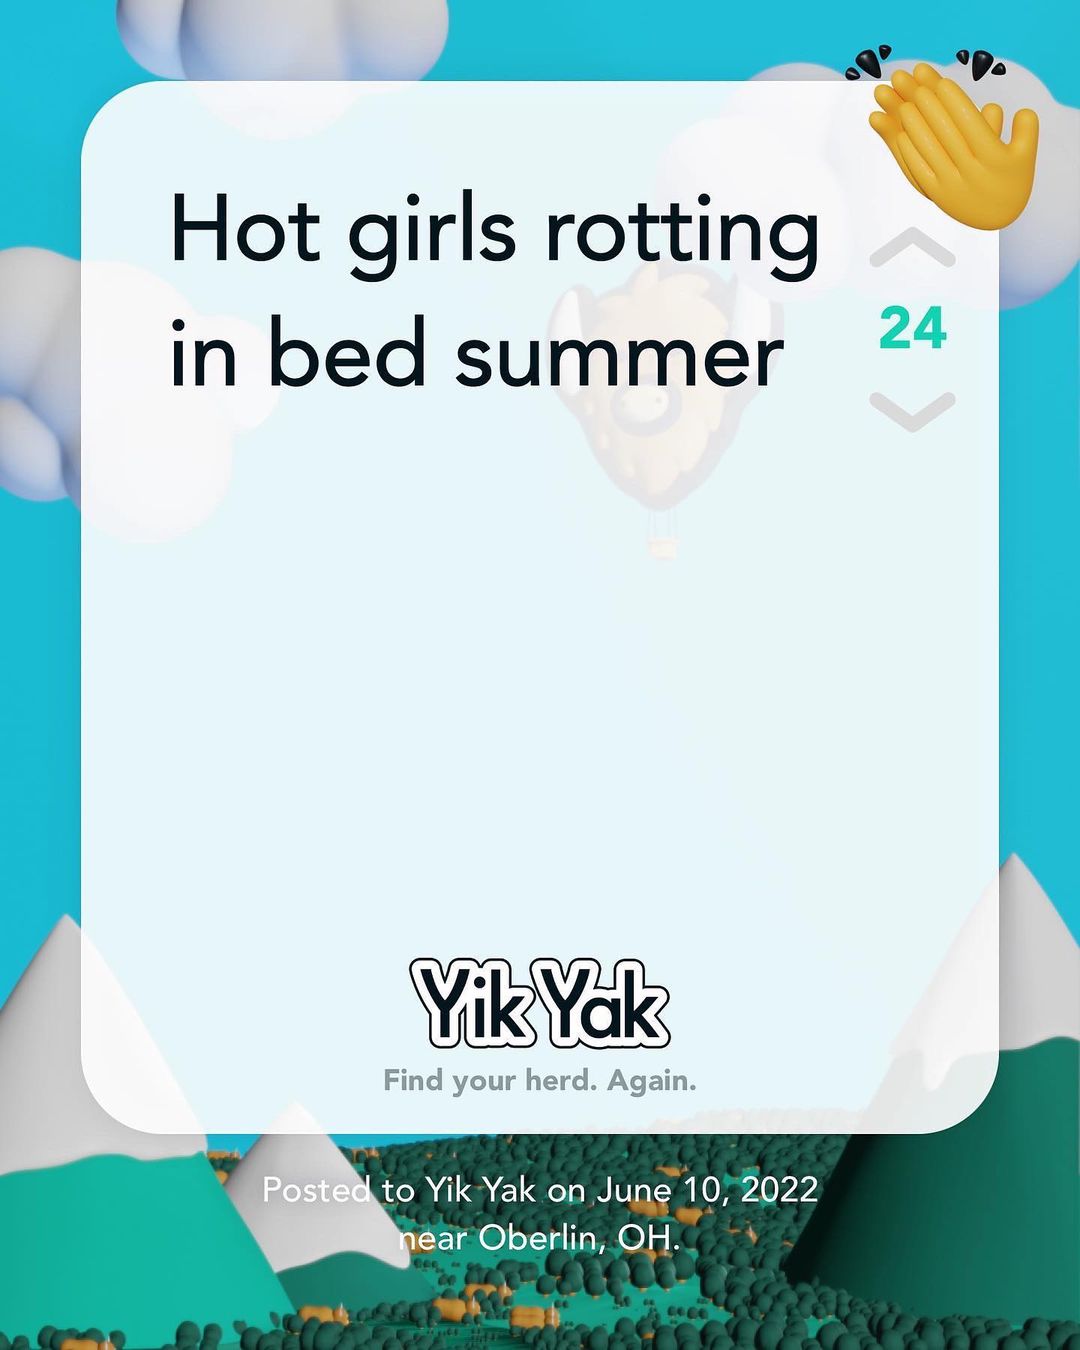 Hot girls rotting
in bed summer
24
Yik Yak
Find your herd. Again.
Posted to Yik Yak on June 10, 2022
near Oberlin, OH.